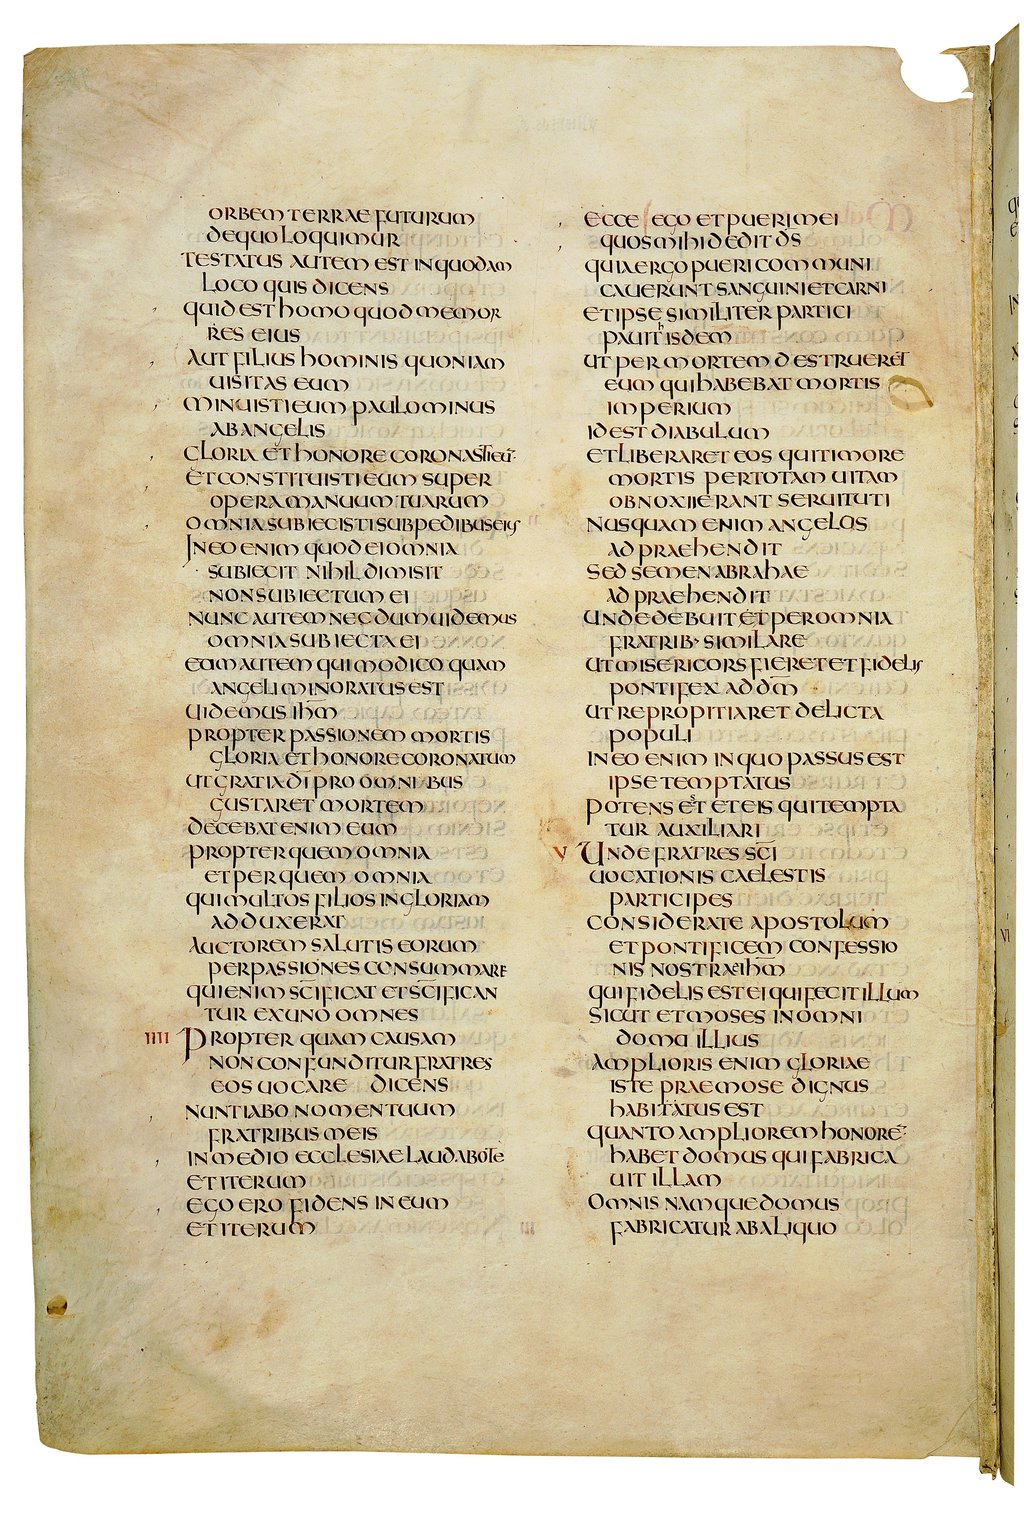 ORBEM TERRAE FUTURUM
DE QUO LOQUIMUR
TESTATUS AUTEM EST IN QUODAM
LOCO QUIS DICENS
QUID EST HOMO QUOD MEMOR
RES EIUS
AUT FILIUS HOMINIS QUONIAM
UISITAS EUM
MINUISTI EUM PAULO MINUS
AB ANGELIS
GLORIA ET HONORE CORONASTI EU·
ET CONSTITUISTI EUM SUPER
OPERA MANUUM TUARUM
OMNIA SUBIECISTI SUB PEDIBUS EIUS
IN EO ENIM QUOD EI OMNIA
SUBIECIT NIHIL DIMISIT
NON SUBIECTUM EI
NUNC AUTEM NEC DUM UIDEMUS
OMNIA SUBIECTA EI
EUM AUTEM QUI MODICO QUAM
ANGELI MINORATUS EST
UIDEMUS IHM̅
PROPTER PASSIONEM MORTIS
GLORIA ET HONORE CORONATUM
UT GRATIA DI̅ PRO OMNIBUS
GUSTARET MORTEM
DECEBAT ENIM EUM
PROPTER QUEM OMNIA
ET PER QUEM OMNIA
QUI MULTOS FILIOS IN GLORIAM
ADDUXERAT
AUCTOREM SALUTIS EORUM
PER PASSIONES CONSUMMARE
QUI ENIM SCI̅FICAT ET SCI̅FICAN
TUR EX UNO OMNES
IIII PROPTER QUAM CAUSAM
NON CONFUNDITUR FRATRES
EOS UOCARE DICENS
NUNTIABO NOMEN TUUM
FRATRIBUS MEIS
IN MEDIO ECCLESIAE LAUDABO TE
ET ITERUM
EGO ERO FIDENS IN EUM
ET ITERUM
ECCE EGO ET PUERI MEI
QUOS MIHI DEDIT DS̅
QUIA ERGO PUERI COMMUNI
CAUERUNT SANGUINI ET CARNI
ET IPSE SIMILITER PARTICI
PAUIT HISDEM
UT PER MORTEM DESTRUERET
EUM QUI HABEBAT MORTIS
IMPERIUM
ID EST DIABULUM
ET LIBERARET EOS QUI TIMORE
MORTIS PER TOTAM UITAM
OBNOXII ERANT SERUITUTI
NUSQUAM ENIM ANGELOS
ADPRAEHENDIT
SED SEMEN ABRAHAE
ADPRAEHENDIT
UNDE DEBUIT ET PER OMNIA
FRATRIB· SIMILARE
UT MISERICORS FIERET ET FIDELIS
PONTIFEX AD DM̅
UT REPROPITIARET DELICTA
POPULI
IN EO ENIM IN QUO PASSUS EST
IPSE TEMPTATUS
POTENS EST ET EIS QUI TEMPTA
TUR AUXILIARI
V UNDE FRATRES SCI̅
UOCATIONIS CAELESTIS
PARTICIPES
CONSIDERATE APOSTOLUM
ET PONTIFICEM CONFESSIO
NIS NOSTRAE IHM̅
QUI FIDELIS EST EI QUI FECIT ILLUM
SICUT ET MOSES IN OMNI
DOMU ILLIUS
AMPLIORIS ENIM GLORIAE
ISTE PRAE MOSE DIGNUS
HABITATUS EST
QUANTO AMPLIOREM HONORE·
HABET DOMUS QUI FABRICA
UIT ILLAM
OMNIS NAMQUE DOMUS
FABRICATUR AB ALIQUO